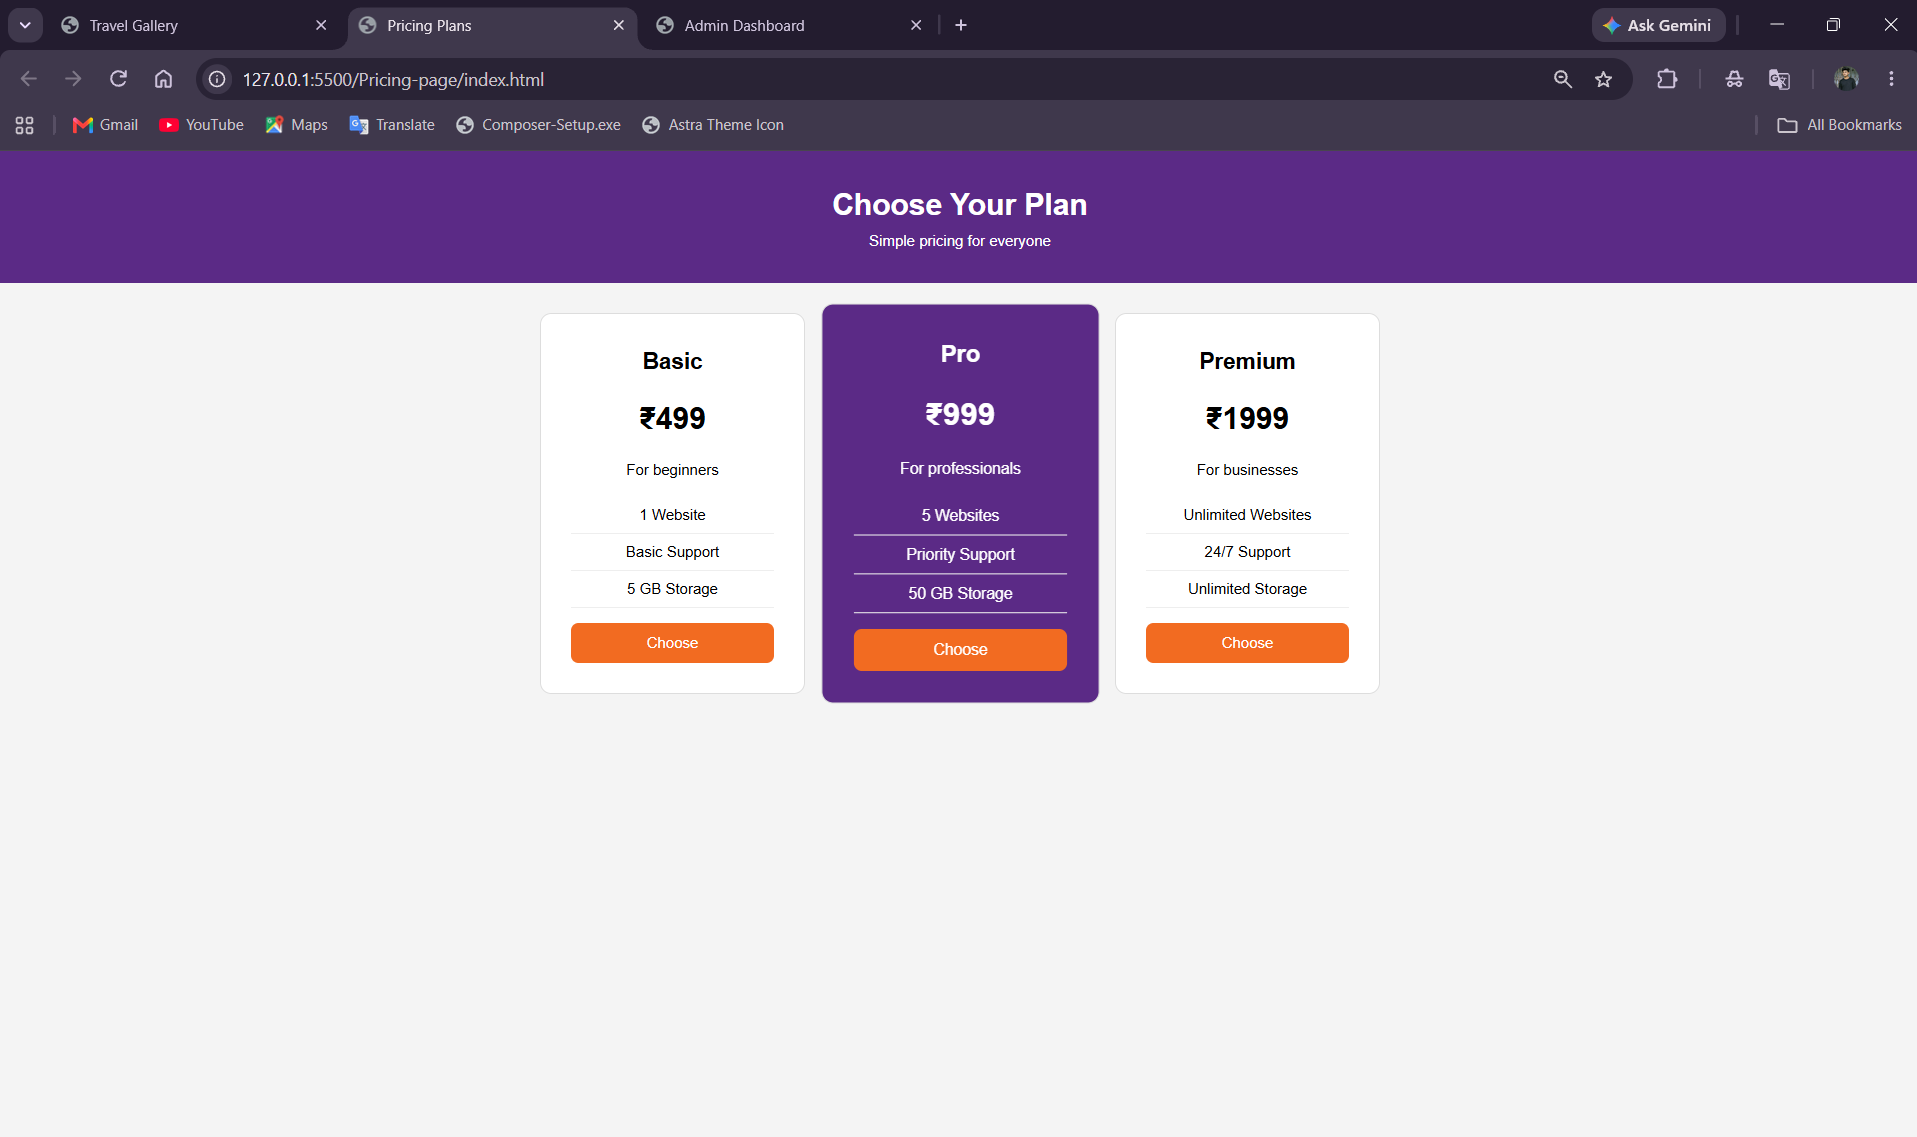 Travel Gallery
Pricing Plans
Admin Dashboard
Ask Gemini
127.0.0.1:5500/Pricing-page/index.html
Gmail
YouTube
Maps
Translate
Composer-Setup.exe
Astra Theme Icon
All Bookmarks
Choose Your Plan
Simple pricing for everyone
Basic
₹499
For beginners
1 Website
Basic Support
5 GB Storage
Choose
Pro
₹999
For professionals
5 Websites
Priority Support
50 GB Storage
Choose
Premium
₹1999
For businesses
Unlimited Websites
24/7 Support
Unlimited Storage
Choose